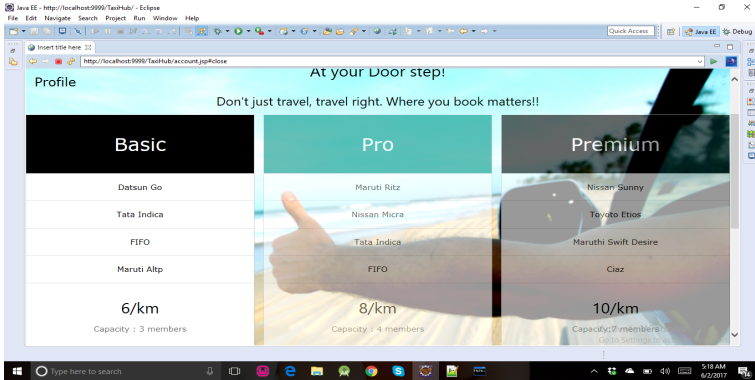 Java EE - http://localhost:9999/TaxiHub/ - Eclipse
File Edit Navigate Search Project Run Window Help
Quick Access
Java EE
Debug
Insert title here
http://localhost:9999/TaxiHub/account.jsp#close
Profile
At your Door step!
Don't just travel, travel right. Where you book matters!!
Basic
Datsun Go
Tata Indica
FIFO
Maruti Altp
6/km
Capacity : 3 members
Pro
Maruti Ritz
Nissan Micra
Tata Indica
FIFO
8/km
Capacity : 4 members
Premium
Nissan Sunny
Toyoto Etios
Maruthi Swift Desire
Ciaz
10/km
Capacity:7 members
Go to Settings to
Type here to search
5:18 AM
6/2/2017